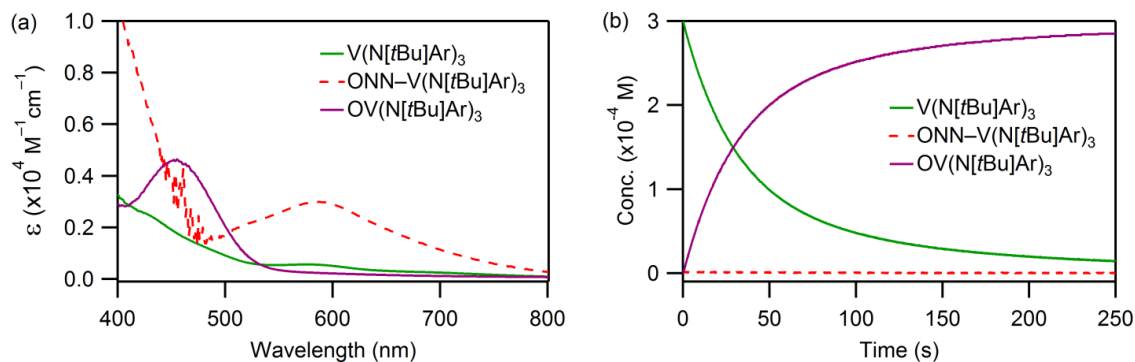 (a)
1.0
0.8
0.6
0.4
0.2
0.0
ε (x10⁴ M⁻¹ cm⁻¹)
V(N[tBu]Ar)₃
ONN–V(N[tBu]Ar)₃
OV(N[tBu]Ar)₃
400 500 600 700 800
Wavelength (nm)
(b)
3
2
1
0
Conc. (x10⁻⁴ M)
V(N[tBu]Ar)₃
ONN–V(N[tBu]Ar)₃
OV(N[tBu]Ar)₃
0 50 100 150 200 250
Time (s)